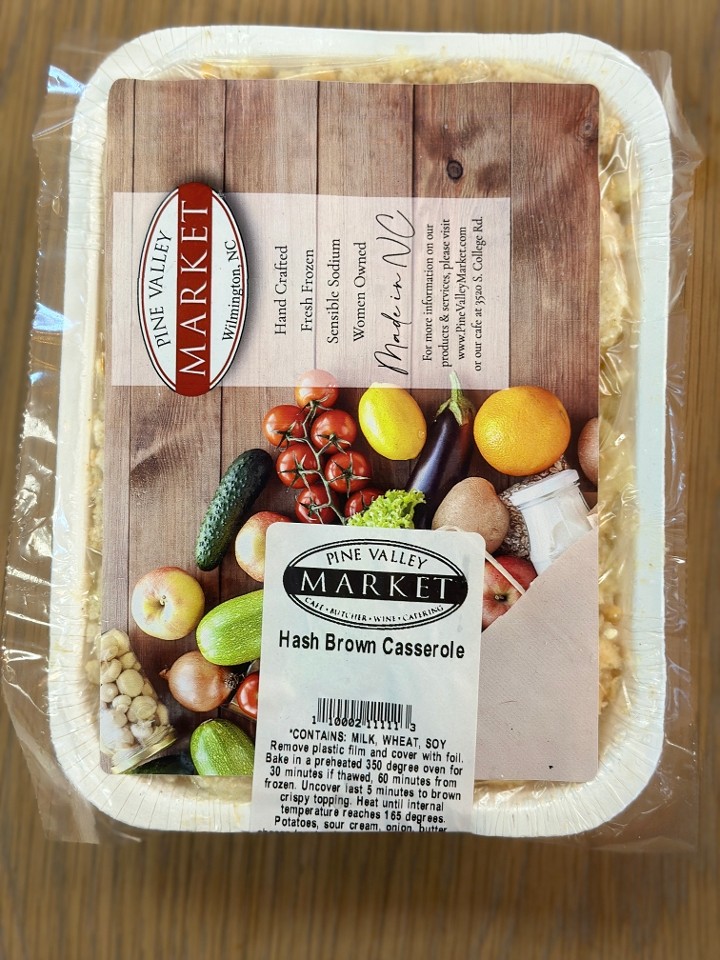 PINE VALLEY
MARKET
Wilmington, NC
Hand Crafted
Fresh Frozen
Sensible Sodium
Women Owned
Made in NC
For more information on our
products & services, please visit
www.PineValleyMarket.com
or our cafe at 3520 S. College Rd.
PINE VALLEY
MARKET
CAFE • BUTCHER • WINE • CATERING
Hash Brown Casserole
1 10002 11111 3
*CONTAINS: MILK, WHEAT, SOY
Remove plastic film and cover with foil.
Bake in a preheated 350 degree oven for
30 minutes if thawed, 60 minutes from
frozen. Uncover last 5 minutes to brown
crispy topping. Heat until internal
temperature reaches 165 degrees.
Potatoes, sour cream, onion, butter,